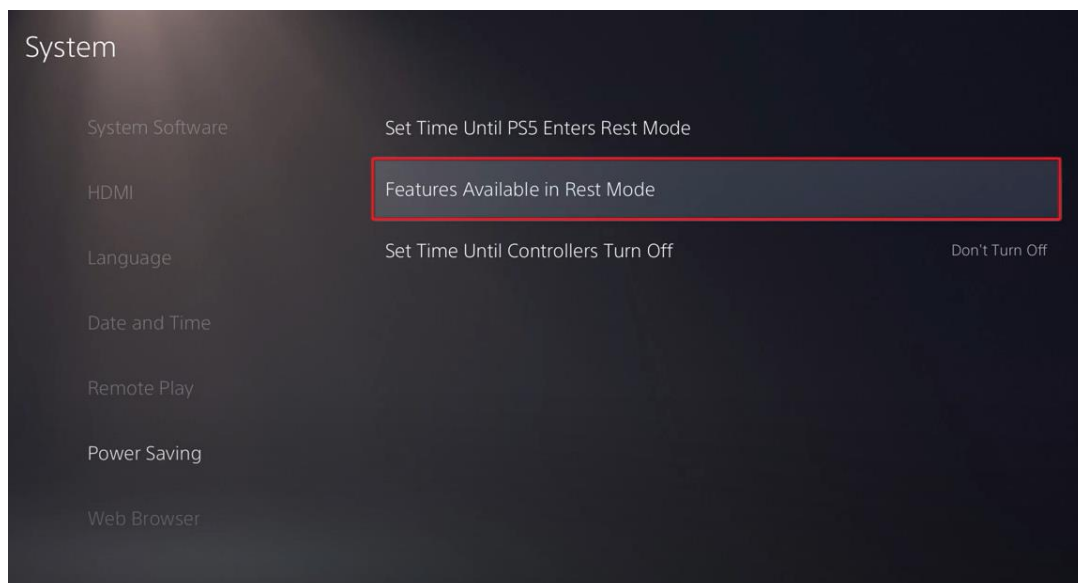 System
System Software
HDMI
Language
Date and Time
Remote Play
Power Saving
Web Browser
Set Time Until PS5 Enters Rest Mode
Features Available in Rest Mode
Set Time Until Controllers Turn Off
Don't Turn Off